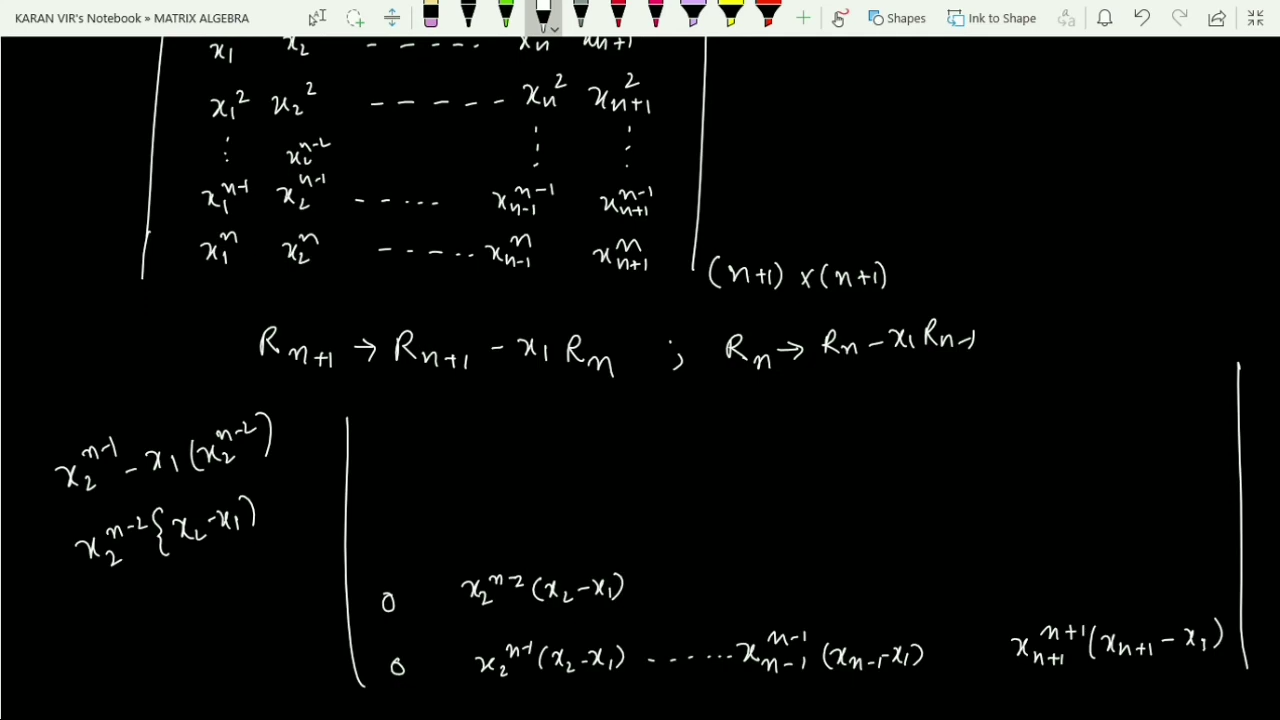 KARAN VIR's Notebook » MATRIX ALGEBRA Shapes Ink to Shape
x₁ x₂ - - - - - xₙ xₙ₊₁
x₁² x₂² - - - - - - xₙ² xₙ₊₁²
⋮ x₂ⁿ⁻² ⋮ ⋮
x₁ⁿ⁻¹ x₂ⁿ⁻¹ - - ... xₙ₋₁ⁿ⁻¹ xₙ₊₁ⁿ⁻¹
x₁ⁿ x₂ⁿ - - .... xₙ₋₁ⁿ xₙ₊₁ⁿ
(n+1) × (n+1)
Rₙ₊₁ → Rₙ₊₁ - x₁ Rₙ ; Rₙ → Rₙ - x₁ Rₙ₋₁
x₂ⁿ⁻¹ - x₁(x₂ⁿ⁻²)
x₂ⁿ⁻² {x₂ - x₁)
0 x₂ⁿ⁻² (x₂ - x₁)
0 x₂ⁿ⁻¹ (x₂ - x₁) - - - - ... xₙ₋₁ⁿ⁻¹ (xₙ₋₁ - x₁) xₙ₊₁ⁿ⁺¹ (xₙ₊₁ - x₁)